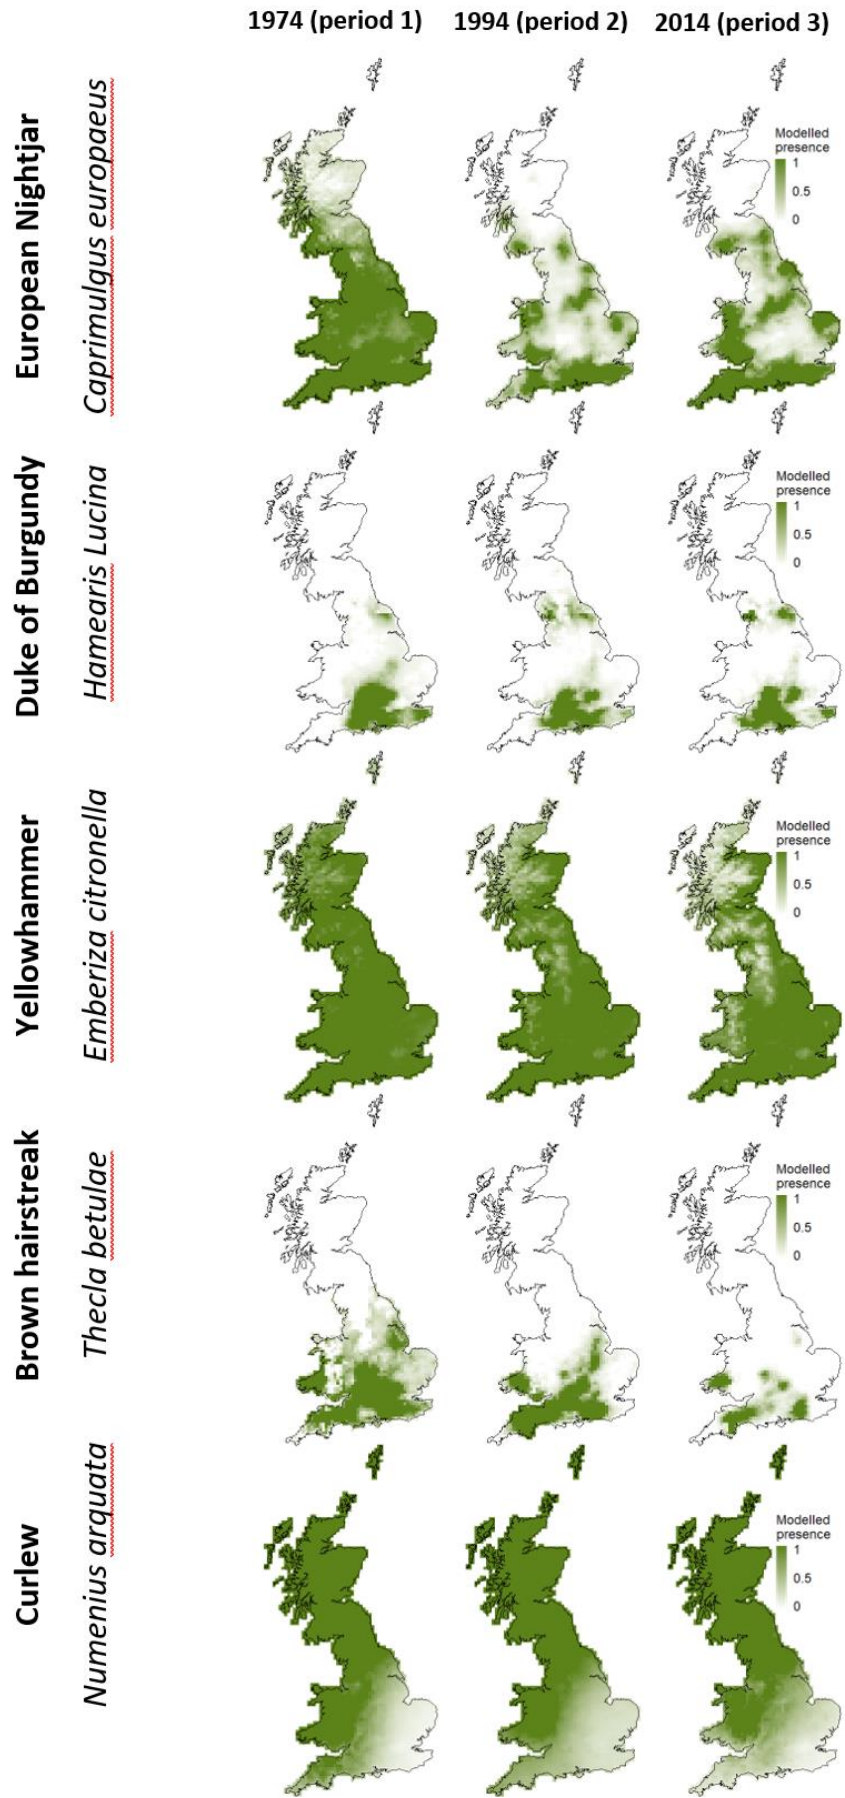 1974 (period 1) 1994 (period 2) 2014 (period 3)
European Nightjar
Caprimulgus europaeus
Modelled
presence
1
0.5
0
Duke of Burgundy
Hamearis Lucina
Modelled
presence
1
0.5
0
Yellowhammer
Emberiza citronella
Modelled
presence
1
0.5
0
Brown hairstreak
Thecla betulae
Modelled
presence
1
0.5
0
Curlew
Numenius arquata
Modelled
presence
1
0.5
0